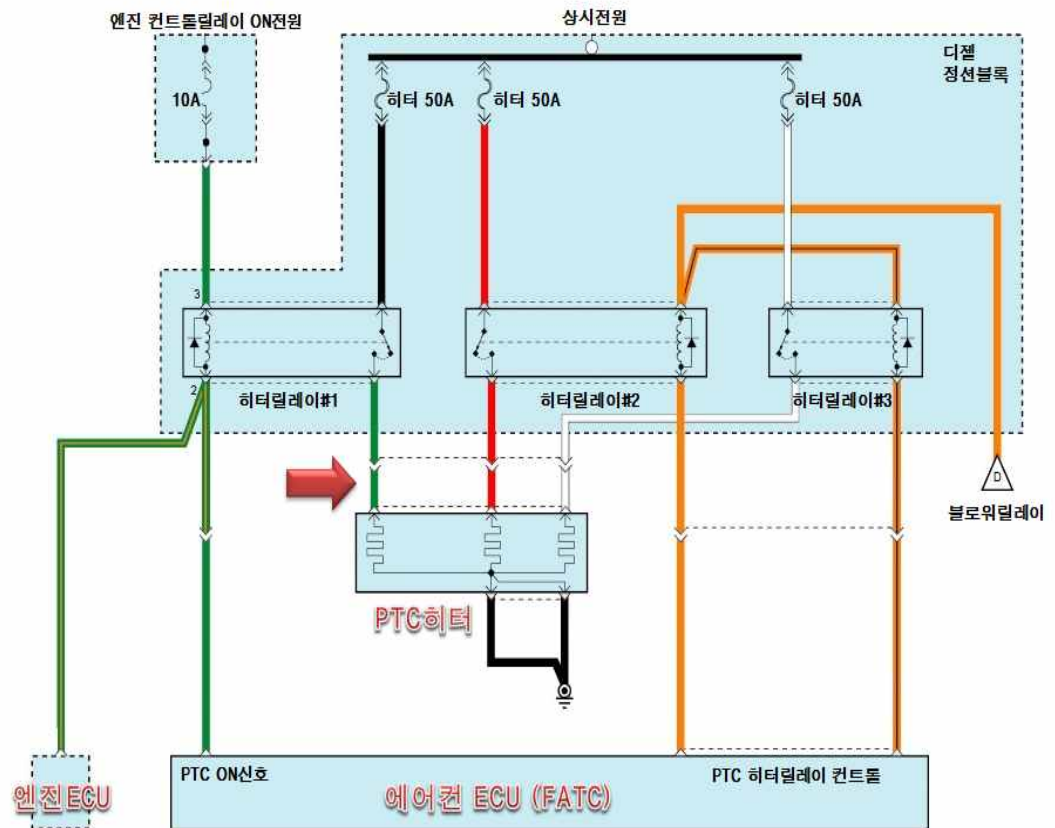 엔진 컨트롤릴레이 ON전원
상시전원
디젤
정션블록
10A
히터 50A
히터 50A
히터 50A
3
2
히터릴레이#1
히터릴레이#2
히터릴레이#3
D
블로워릴레이
PTC히터
PTC ON신호
PTC 히터릴레이 컨트롤
엔진ECU
에어컨 ECU (FATC)